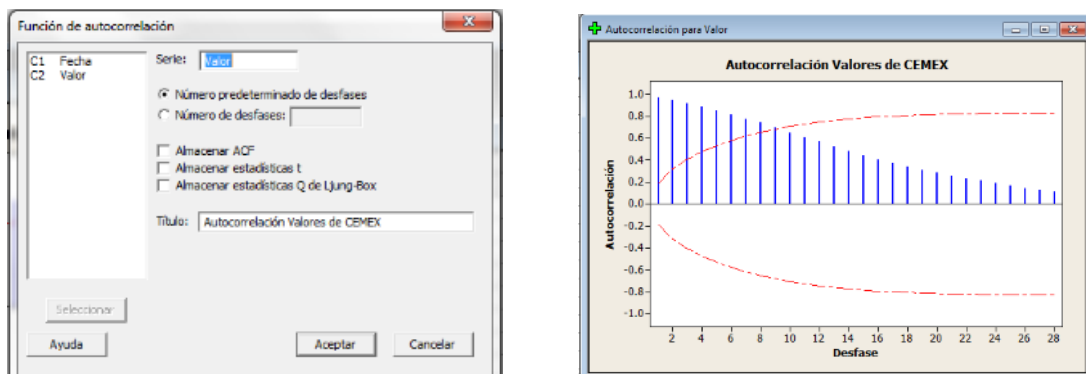 Función de autocorrelación
C1 Fecha
C2 Valor
Serie: Valor
Número predeterminado de desfases
Número de desfases:
Almacenar ACF
Almacenar estadísticas t
Almacenar estadísticas Q de Ljung-Box
Título: Autocorrelación Valores de CEMEX
Seleccionar
Ayuda
Aceptar
Cancelar
Autocorrelación para Valor
Autocorrelación Valores de CEMEX
Autocorrelación
1.0
0.8
0.6
0.4
0.2
0.0
-0.2
-0.4
-0.6
-0.8
-1.0
2 4 6 8 10 12 14 16 18 20 22 24 26 28
Desfase